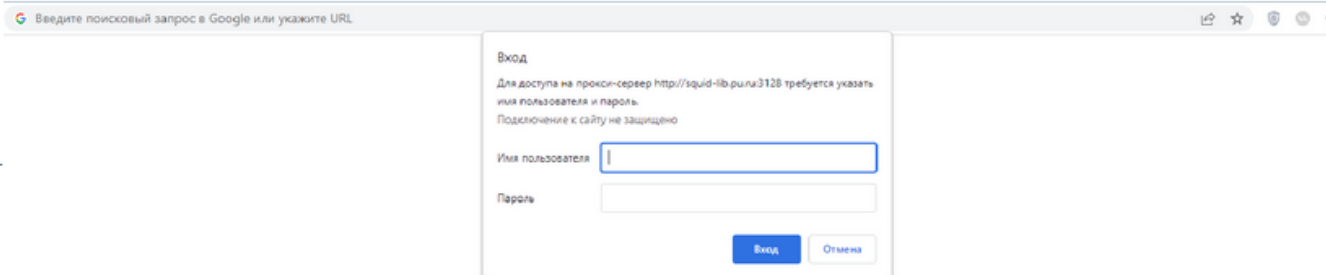 Введите поисковый запрос в Google или укажите URL
Вход
Для доступа на прокси-сервер http://squid-lib.pu.ru:3128 требуется указать
имя пользователя и пароль.
Подключение к сайту не защищено
Имя пользователя
Пароль
Вход Отмена